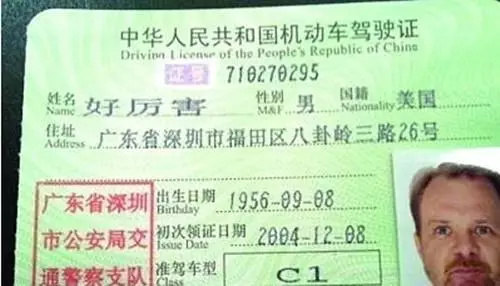 中华人民共和国机动车驾驶证
Driving License of the People's Republic of China
证号 710270295
姓名 好厉害 性别 男 国籍 美国
Name M&F Nationality
住址 广东省深圳市福田区八卦岭三路26号
Address
广东省深圳
市公安局交
通警察支队
出生日期 1956-09-08
Birthday
初次领证日期 2004-12-08
Issue Date
准驾车型 C1